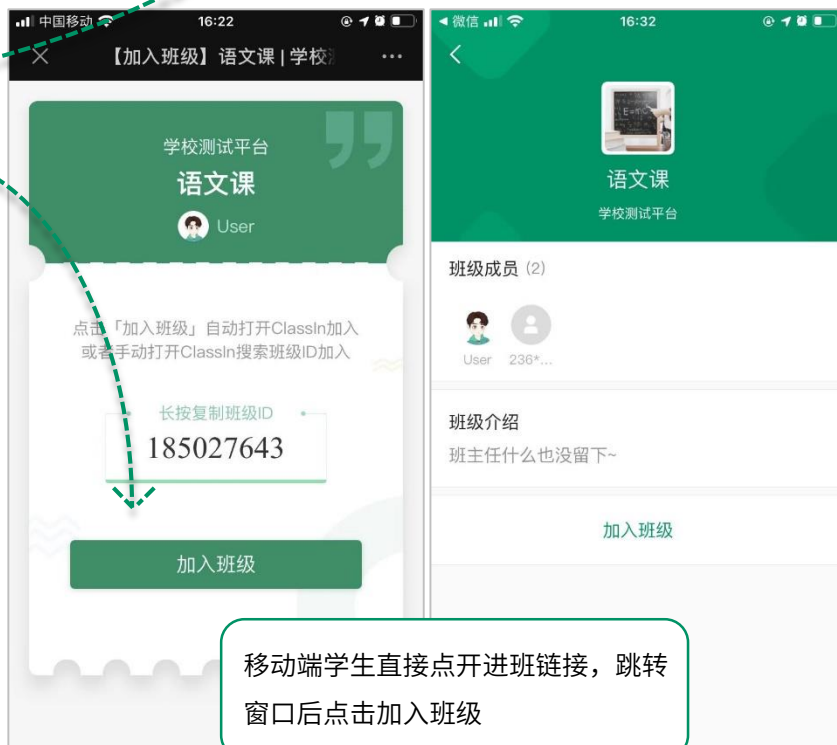 中国移动 16:22
【加入班级】语文课 | 学校
学校测试平台
语文课
User
点击「加入班级」自动打开ClassIn加入
或者手动打开ClassIn搜索班级ID加入
长按复制班级ID
185027643
加入班级
微信 16:32
语文课
学校测试平台
班级成员 (2)
User 236*...
班级介绍
班主任什么也没留下~
加入班级
移动端学生直接点开进班链接，跳转
窗口后点击加入班级